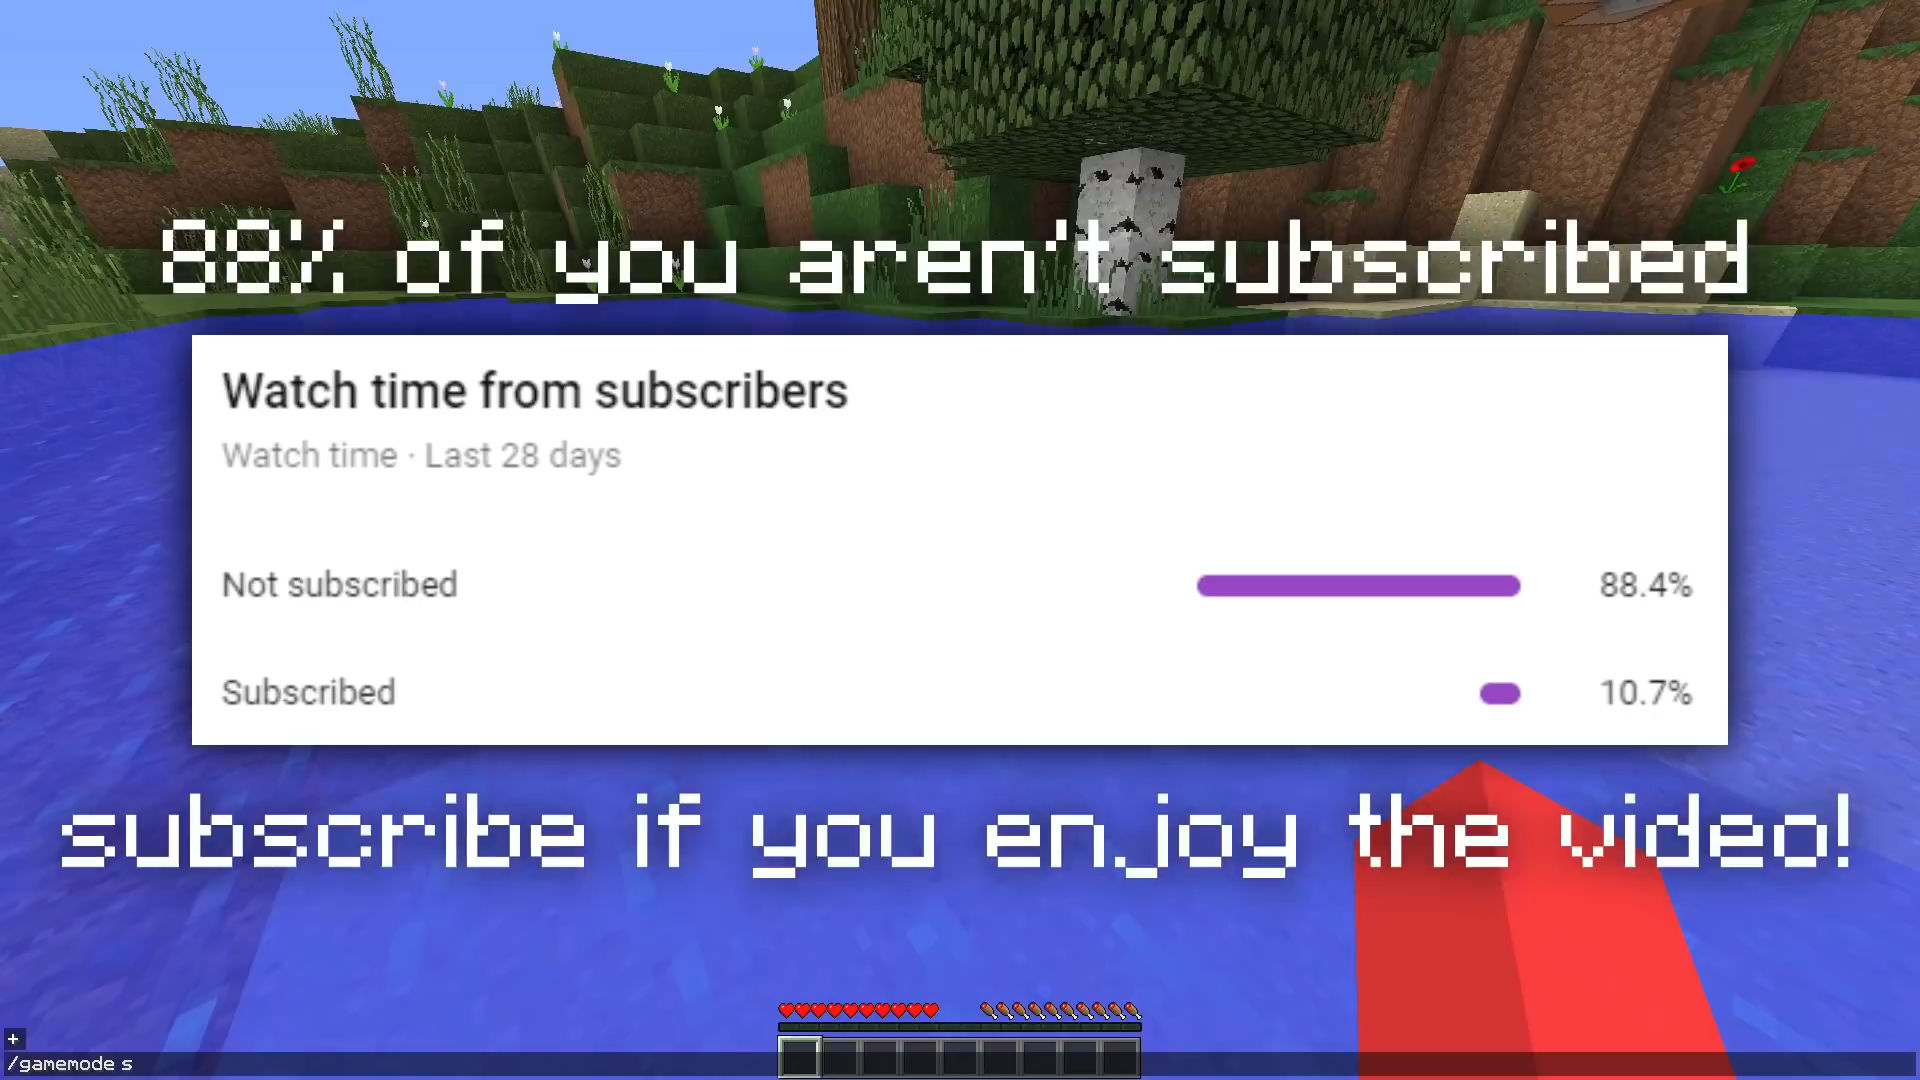 88% of you aren't subscribed
Watch time from subscribers
Watch time · Last 28 days
Not subscribed 88.4%
Subscribed 10.7%
subscribe if you enjoy the video!
+
/gamemode s